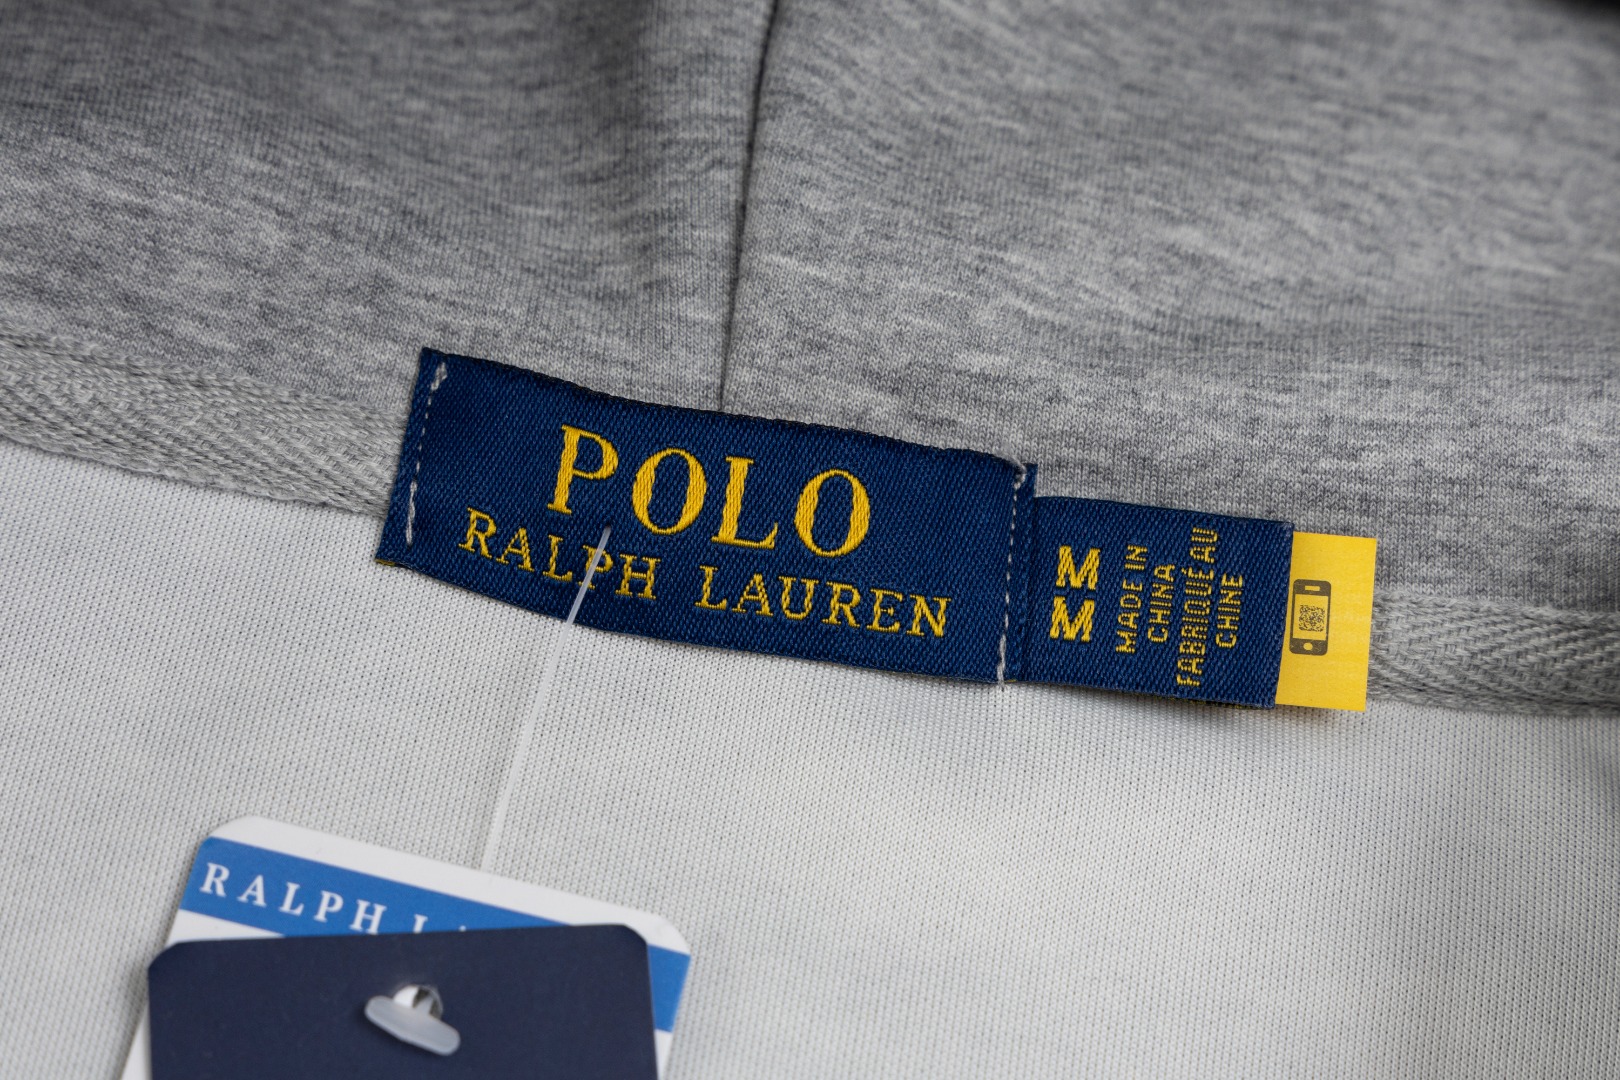 POLO
RALPH LAUREN
M
M
MADE IN
CHINA
FABRIQUÉ AU
CHINE
RALPH